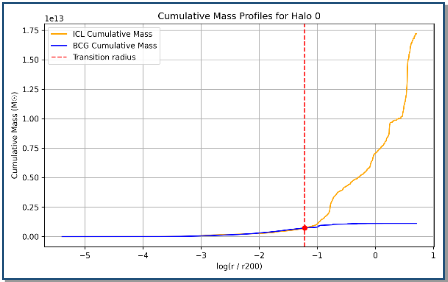 Cumulative Mass Profiles for Halo 0
1e13
ICL Cumulative Mass
BCG Cumulative Mass
Transition radius
Cumulative Mass (M☉)
1.75
1.50
1.25
1.00
0.75
0.50
0.25
0.00
−5 −4 −3 −2 −1 0 1
log(r / r200)